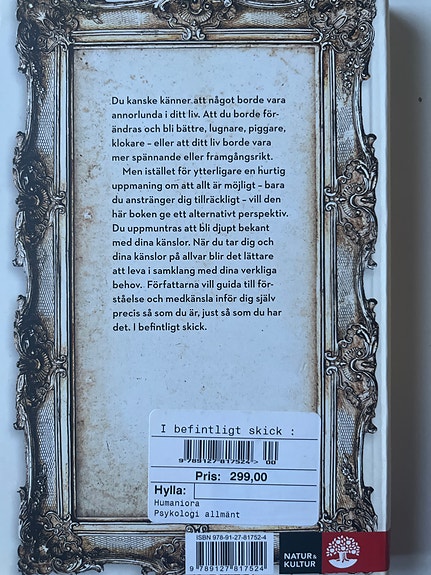 Du kanske känner att något borde vara
annorlunda i ditt liv. Att du borde för-
ändras och bli bättre, lugnare, piggare,
klokare – eller att ditt liv borde vara
mer spännande eller framgångsrikt.
Men istället för ytterligare en hurtig
uppmaning om att allt är möjligt – bara
du anstränger dig tillräckligt – vill den
här boken ge ett alternativt perspektiv.
Du uppmuntras att bli djupt bekant
med dina känslor. När du tar dig och
dina känslor på allvar blir det lättare
att leva i samklang med dina verkliga
behov. Författarna vill guida till för-
ståelse och medkänsla inför dig själv
precis så som du är, just så som du har
det. I befintligt skick.
I befintligt skick :
9 789127 817524> 00
Pris: 299,00
Hylla:
Humaniora
Psykologi allmänt
ISBN 978-91-27-81752-4
9 789127 817524
NATUR &
KULTUR